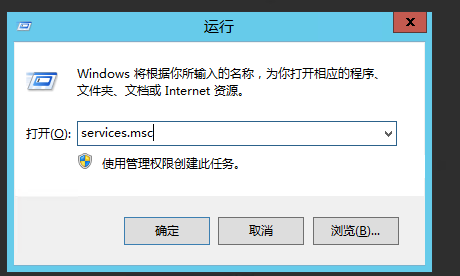 运行
x
Windows 将根据你所输入的名称，为你打开相应的程序、
文件夹、文档或 Internet 资源。
打开(O): services.msc
使用管理权限创建此任务。
确定 取消 浏览(B)...